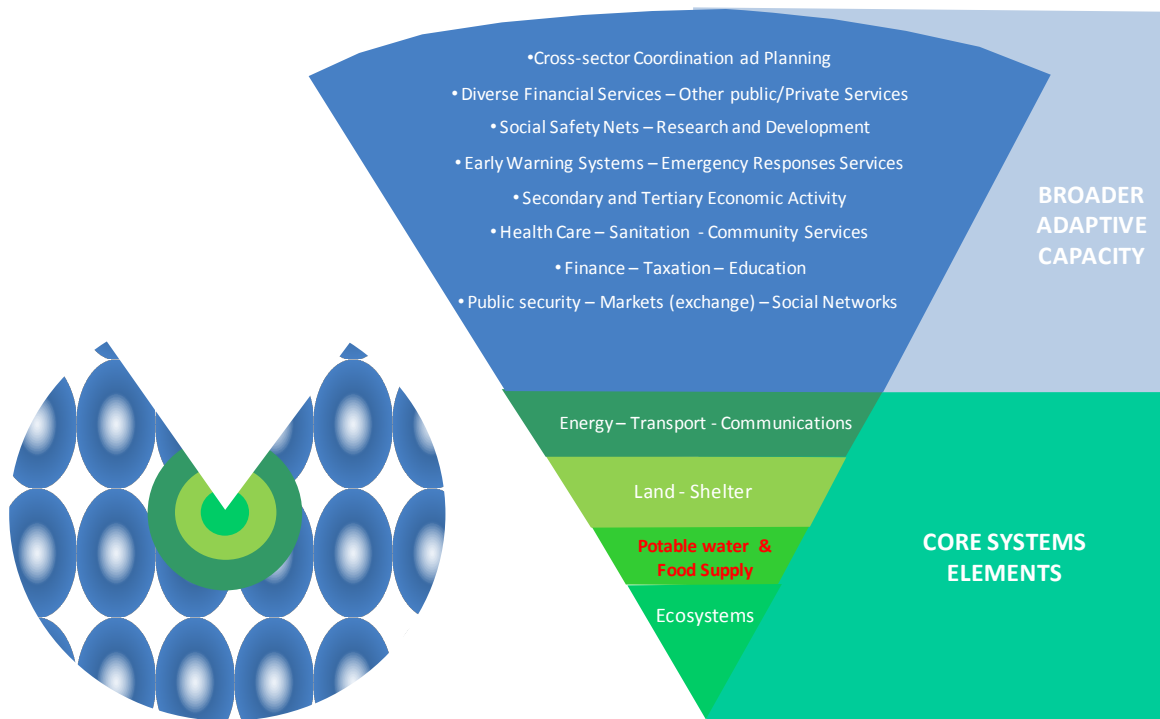 •Cross-sector Coordination ad Planning
• Diverse Financial Services – Other public/Private Services
• Social Safety Nets – Research and Development
• Early Warning Systems – Emergency Responses Services
• Secondary and Tertiary Economic Activity
• Health Care – Sanitation - Community Services
• Finance – Taxation – Education
• Public security – Markets (exchange) – Social Networks
BROADER
ADAPTIVE
CAPACITY
Energy – Transport - Communications
Land - Shelter
Potable water &
Food Supply
Ecosystems
CORE SYSTEMS
ELEMENTS